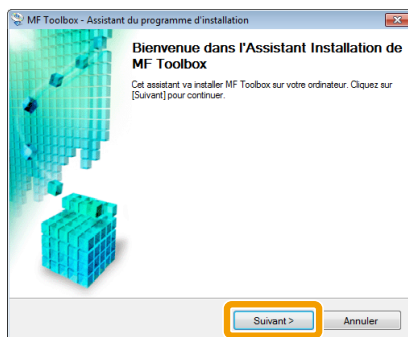 MF Toolbox - Assistant du programme d'installation
Bienvenue dans l'Assistant Installation de
MF Toolbox
Cet assistant va installer MF Toolbox sur votre ordinateur. Cliquez sur
[Suivant] pour continuer.
Suivant >
Annuler